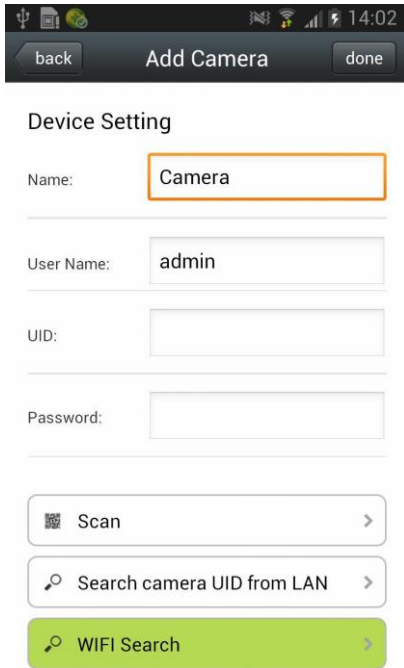 14:02
back Add Camera done
Device Setting
Name: Camera
User Name: admin
UID:
Password:
Scan
Search camera UID from LAN
WIFI Search